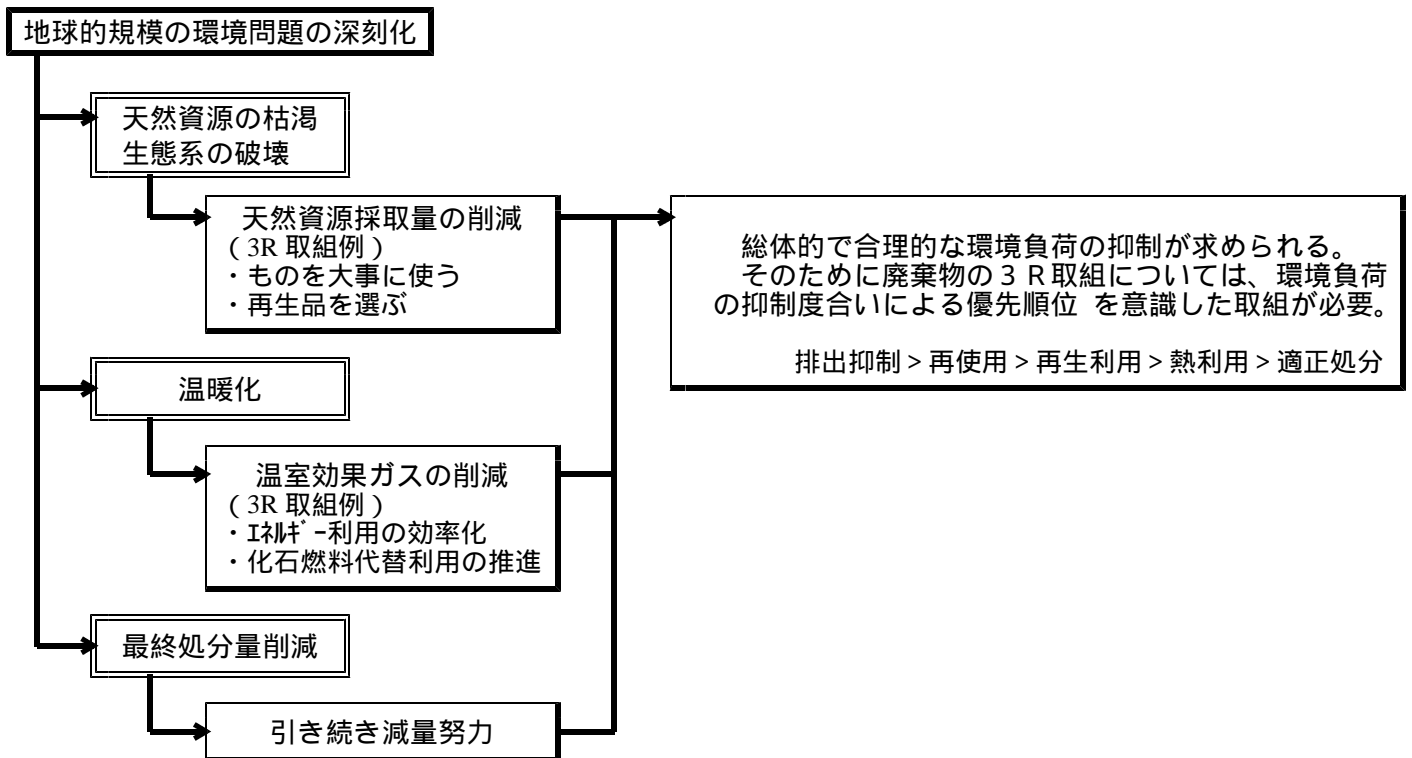 地球的規模の環境問題の深刻化
天然資源の枯渇
生態系の破壊
天然資源採取量の削減
（3R 取組例）
・ものを大事に使う
・再生品を選ぶ
総体的で合理的な環境負荷の抑制が求められる。
そのために廃棄物の３Ｒ取組については、環境負荷
の抑制度合いによる優先順位 を意識した取組が必要。
排出抑制＞再使用＞再生利用＞熱利用＞適正処分
温暖化
温室効果ガスの削減
（3R 取組例）
・ｴﾈﾙｷﾞｰ利用の効率化
・化石燃料代替利用の推進
最終処分量削減
引き続き減量努力